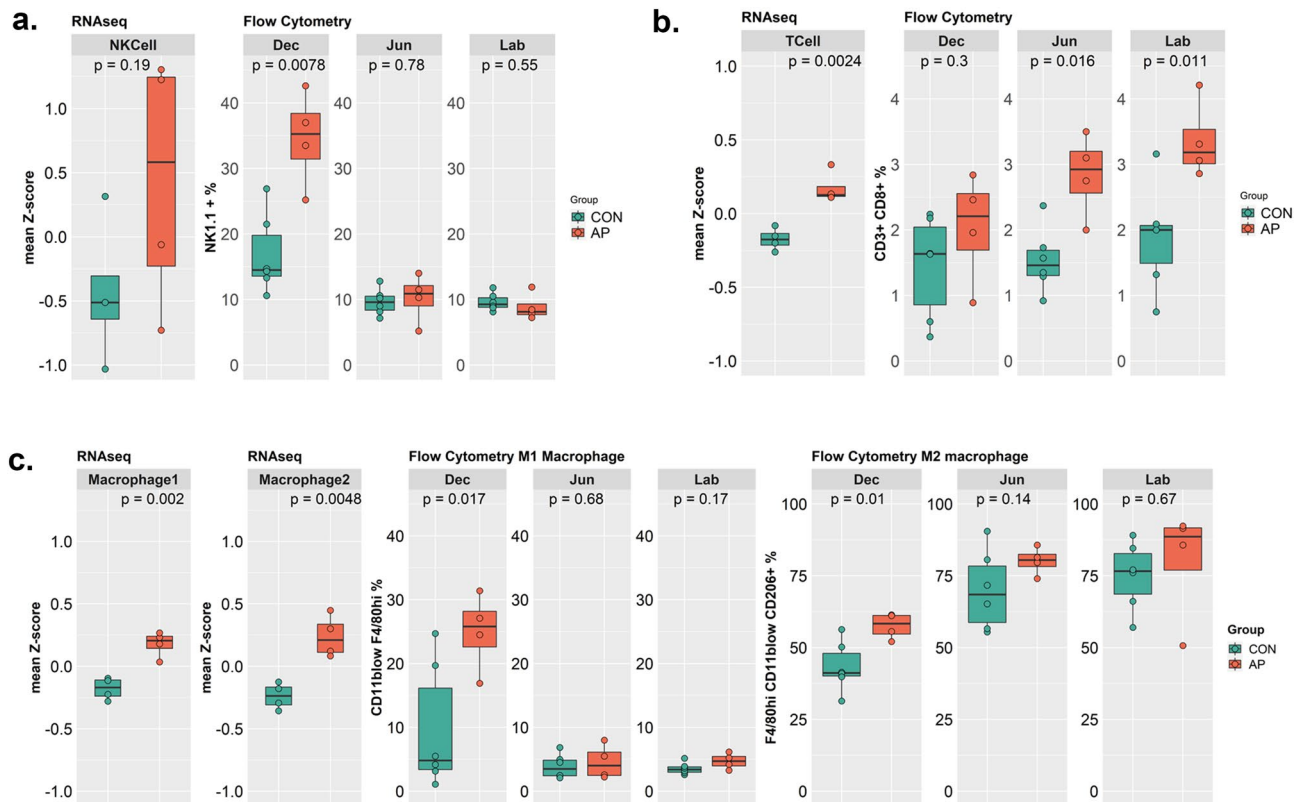 a.
RNAseq
Flow Cytometry
NKCell
Dec
Jun
Lab
p = 0.19
p = 0.0078
p = 0.78
p = 0.55
mean Z-score
1.0
0.5
0.0
-0.5
-1.0
NK1.1 + %
40
30
20
10
0
40
30
20
10
0
40
30
20
10
0
Group
CON
AP
b.
RNAseq
Flow Cytometry
TCell
Dec
Jun
Lab
p = 0.0024
p = 0.3
p = 0.016
p = 0.011
mean Z-score
1.0
0.5
0.0
-0.5
-1.0
CD3+ CD8+ %
4
3
2
1
0
4
3
2
1
0
4
3
2
1
0
Group
CON
AP
c.
RNAseq
RNAseq
Flow Cytometry M1 Macrophage
Flow Cytometry M2 macrophage
Macrophage1
Macrophage2
Dec
Jun
Lab
Dec
Jun
Lab
p = 0.002
p = 0.0048
p = 0.017
p = 0.68
p = 0.17
p = 0.01
p = 0.14
p = 0.67
mean Z-score
1.0
0.5
0.0
-0.5
-1.0
mean Z-score
1.0
0.5
0.0
-0.5
-1.0
CD11blow F4/80hi %
40
30
20
10
0
40
30
20
10
0
40
30
20
10
0
F4/80hi CD11blow CD206+ %
100
75
50
25
0
100
75
50
25
0
100
75
50
25
0
Group
CON
AP